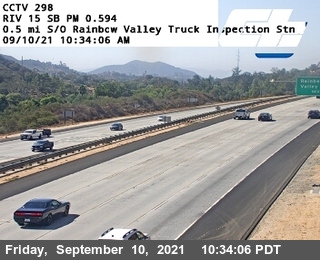 CCTV 298
RIV 15 SB PM 0.594
0.5 mi S/O Rainbow Valley Truck Inspection Stn
09/10/21 10:34:06 AM
Rainbow
Valley
Friday, September 10, 2021 10:34:06 PDT